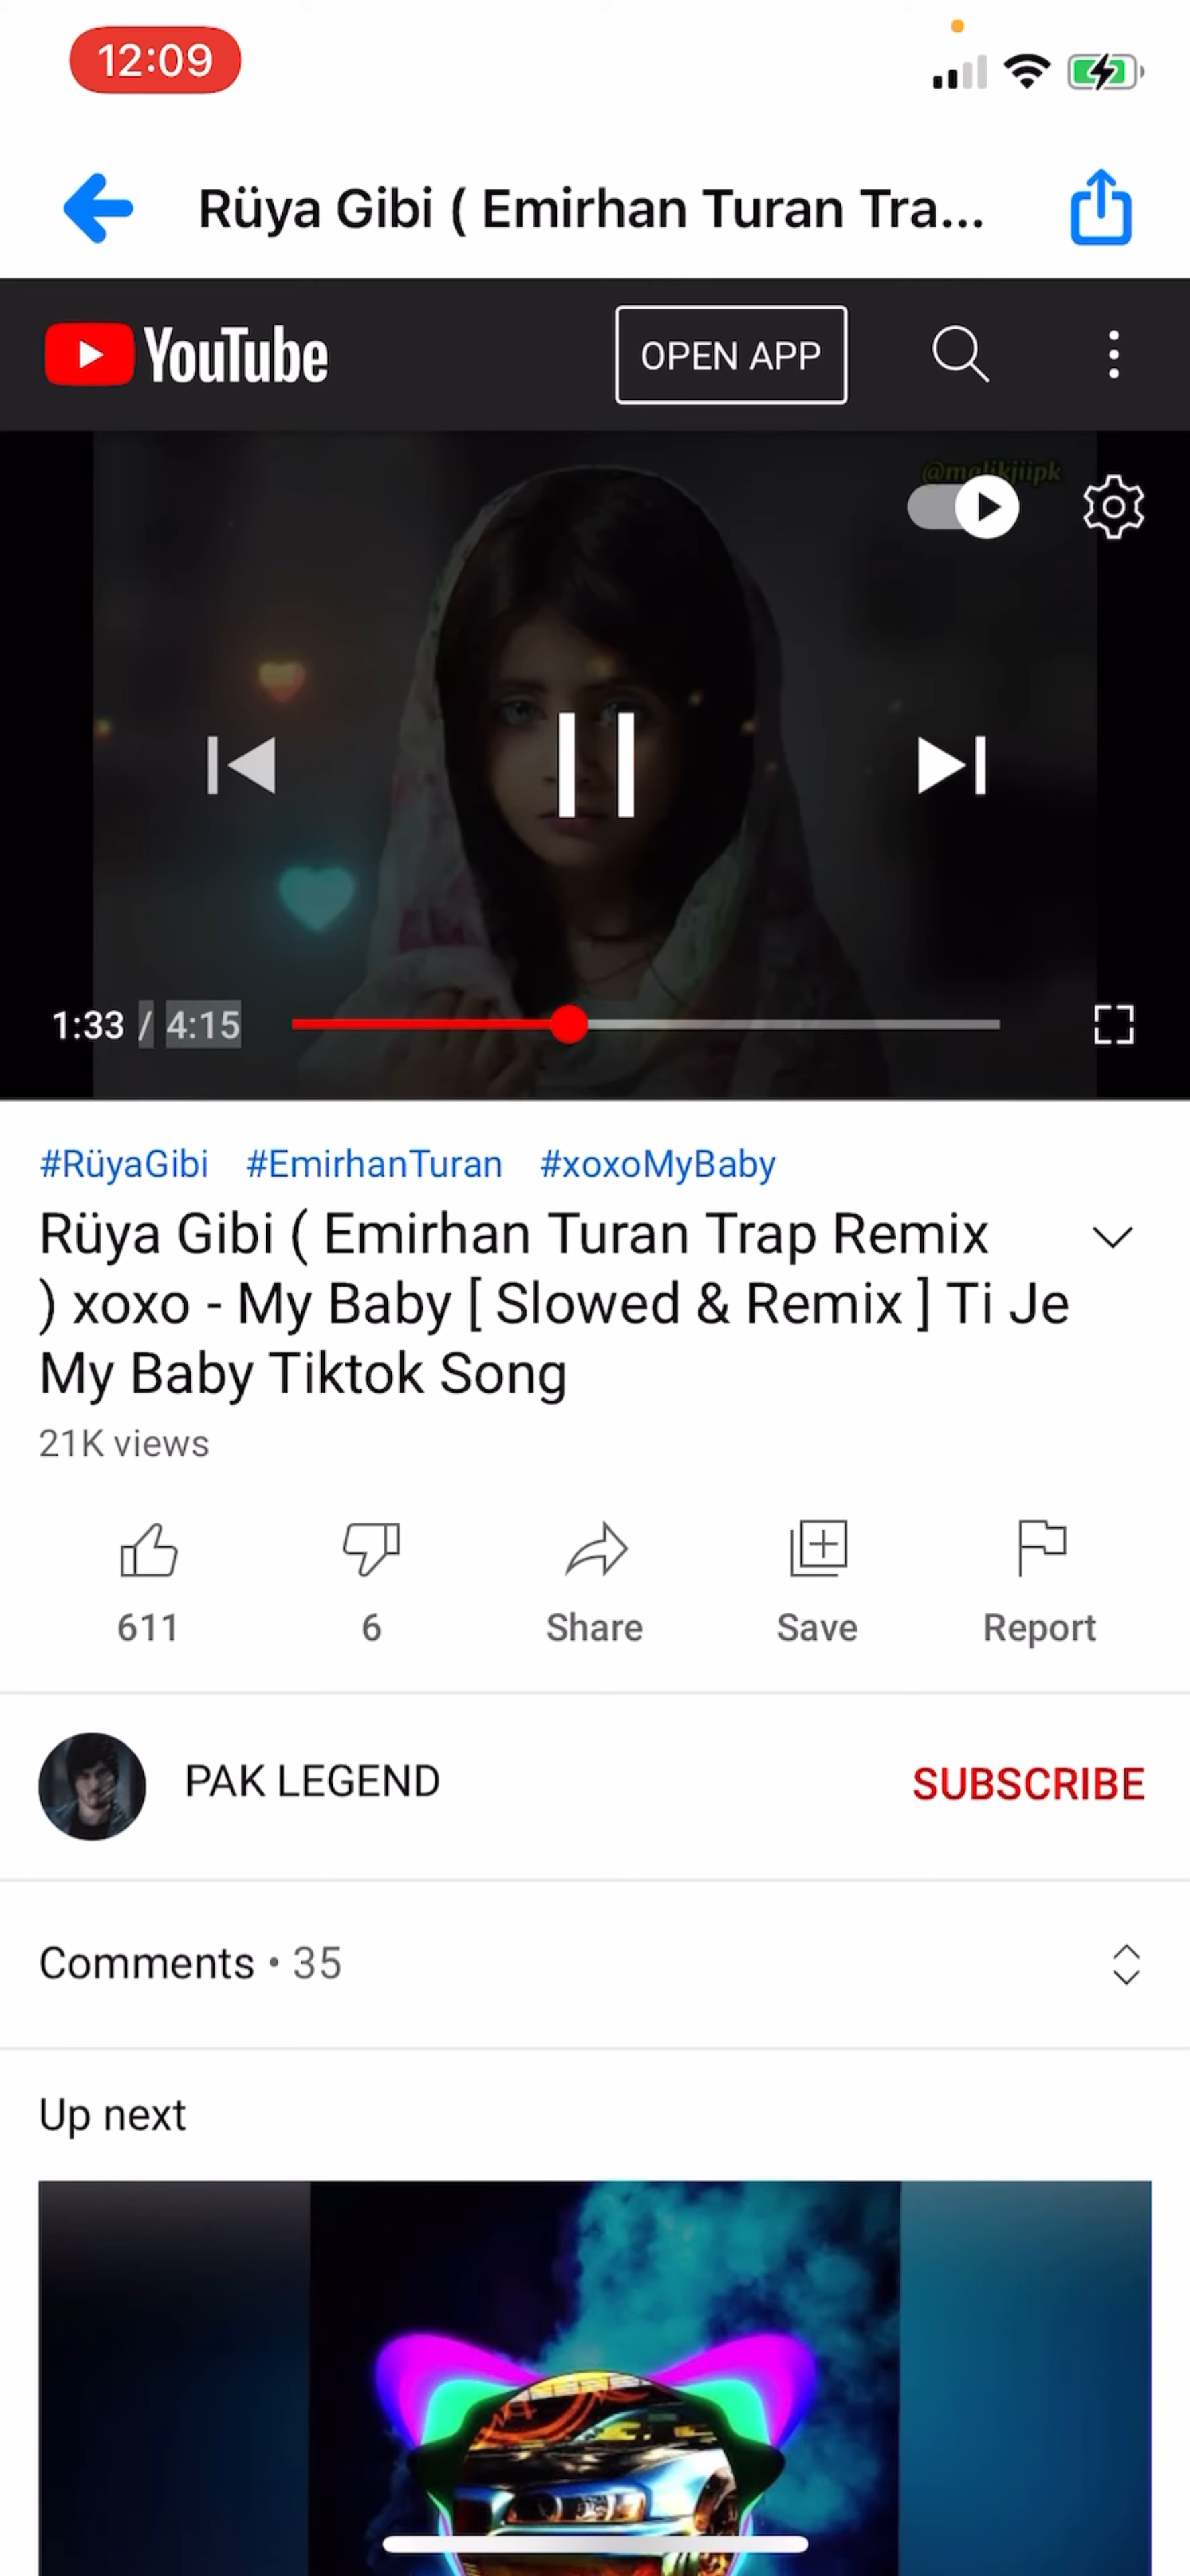 12:09
Rüya Gibi ( Emirhan Turan Tra...
YouTube
OPEN APP
@malikjiipk
1:33 / 4:15
#RüyaGibi #EmirhanTuran #xoxoMyBaby
Rüya Gibi ( Emirhan Turan Trap Remix
) xoxo - My Baby [ Slowed & Remix ] Ti Je
My Baby Tiktok Song
21K views
611 6 Share Save Report
PAK LEGEND
SUBSCRIBE
Comments • 35
Up next